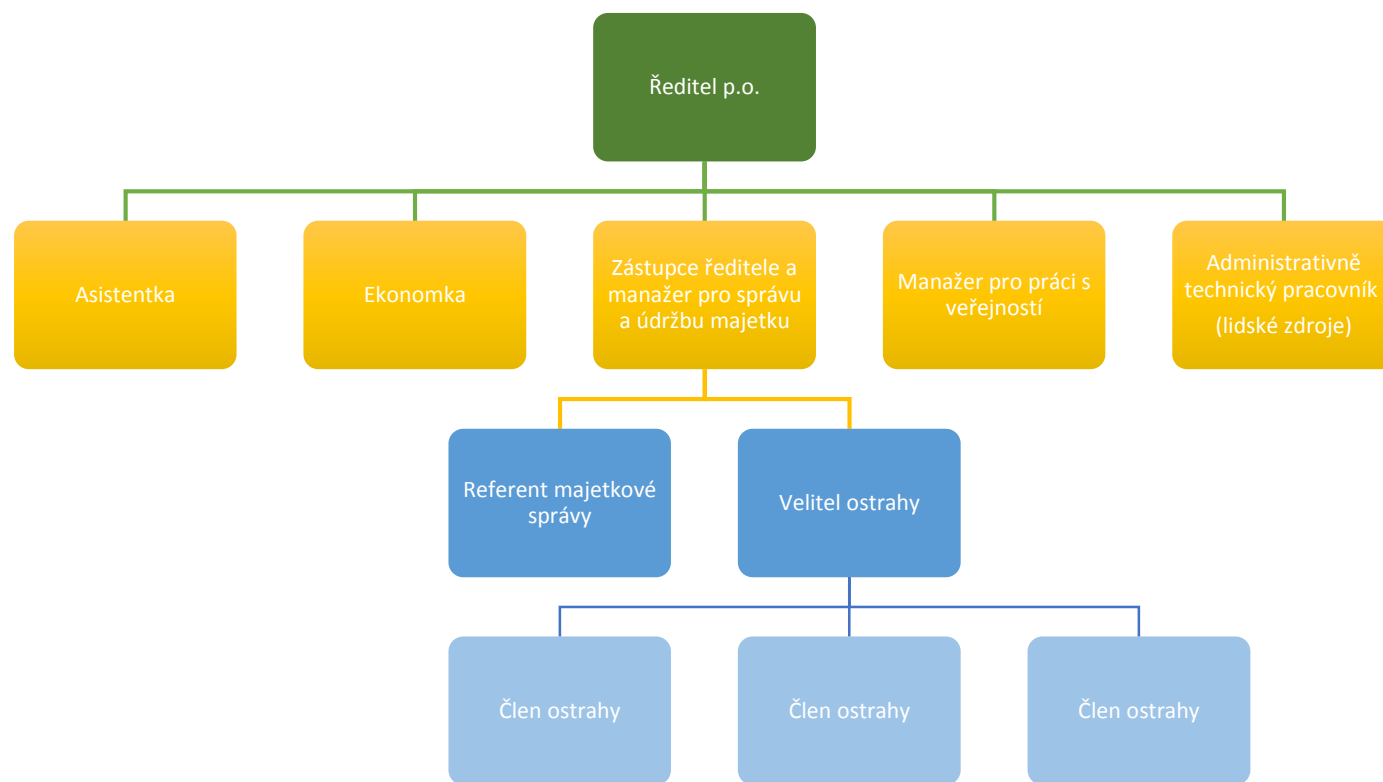 Ředitel p.o.
Asistentka
Ekonomka
Zástupce ředitele a
manažer pro správu
a údržbu majetku
Manažer pro práci s
veřejností
Administrativně
technický pracovník
(lidské zdroje)
Referent majetkové
správy
Velitel ostrahy
Člen ostrahy
Člen ostrahy
Člen ostrahy